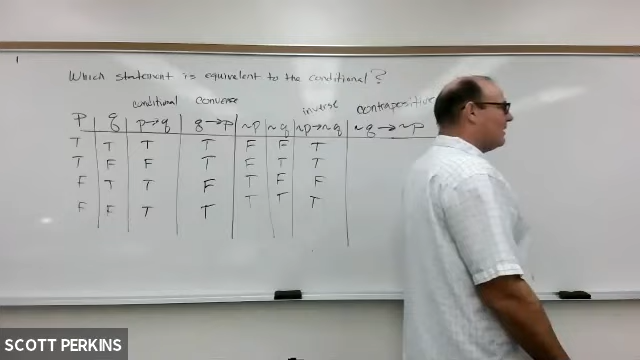 Which statement is equivalent to the conditional?
conditional converse inverse contrapositive
P q p→q q→p ~p ~q ~p→~q ~q→~p
T T T T F F T
T F F T F T T
F T T F T F F
F F T T T T T
SCOTT PERKINS